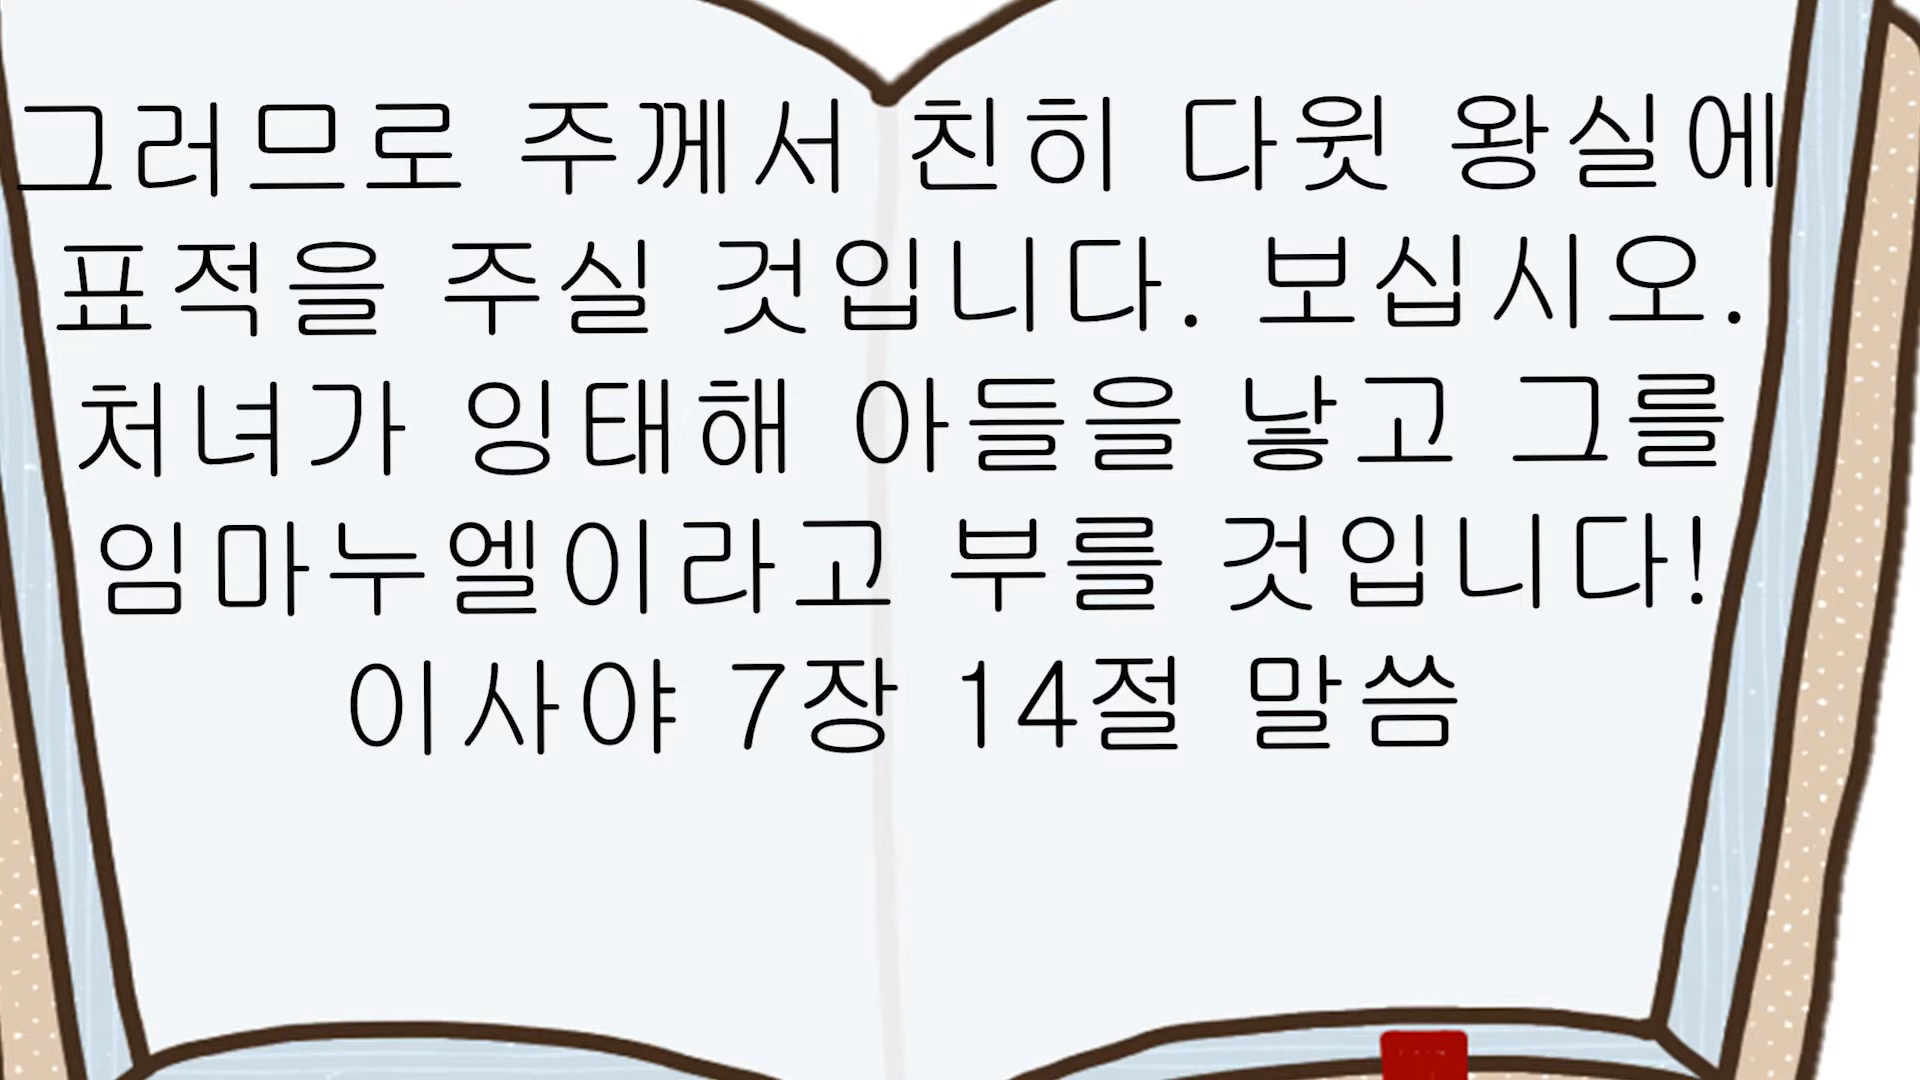 그러므로 주께서 친히 다윗 왕실에
표적을 주실 것입니다. 보십시오.
처녀가 잉태해 아들을 낳고 그를
임마누엘이라고 부를 것입니다!
이사야 7장 14절 말씀